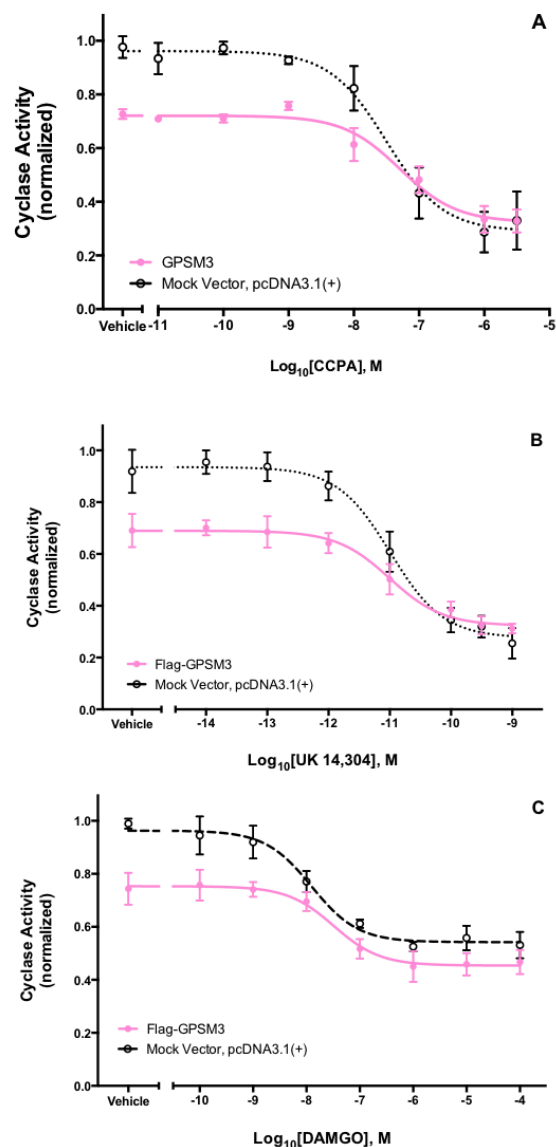 A
Cyclase Activity
(normalized)
1.0
0.8
0.6
0.4
0.2
0.0
GPSM3
Mock Vector, pcDNA3.1(+)
Vehicle -11 -10 -9 -8 -7 -6 -5
Log10[CCPA], M
B
Cyclase Activity
(normalized)
1.0
0.8
0.6
0.4
0.2
0.0
Flag-GPSM3
Mock Vector, pcDNA3.1(+)
Vehicle -14 -13 -12 -11 -10 -9
Log10[UK 14,304], M
C
Cyclase Activity
(normalized)
1.0
0.8
0.6
0.4
0.2
0.0
Flag-GPSM3
Mock Vector, pcDNA3.1(+)
Vehicle -10 -9 -8 -7 -6 -5 -4
Log10[DAMGO], M